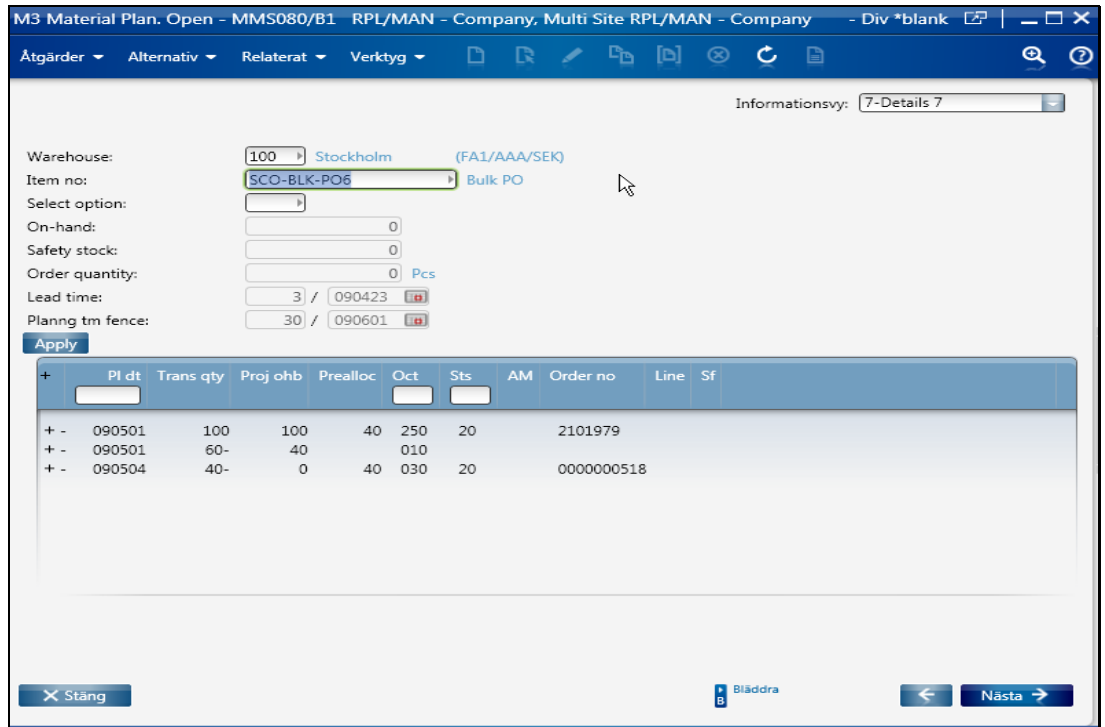 M3 Material Plan. Open - MMS080/B1 RPL/MAN - Company, Multi Site RPL/MAN - Company - Div *blank
Åtgärder Alternativ Relaterat Verktyg
Informationsvy: 7-Details 7
Warehouse: 100 Stockholm (FA1/AAA/SEK)
Item no: SCO-BLK-PO6 Bulk PO
Select option:
On-hand: 0
Safety stock: 0
Order quantity: 0 Pcs
Lead time: 3 / 090423
Planng tm fence: 30 / 090601
Apply
+ Pl dt Trans qty Proj ohb Prealloc Oct Sts AM Order no Line Sf
+ - 090501 100 100 40 250 20 2101979
+ - 090501 60- 40 010
+ - 090504 40- 0 40 030 20 0000000518
Stäng B Bläddra Nästa